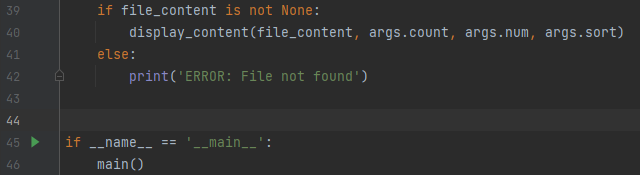 39 if file_content is not None:
40 display_content(file_content, args.count, args.num, args.sort)
41 else:
42 print('ERROR: File not found')
43
44
45 if __name__ == '__main__':
46 main()